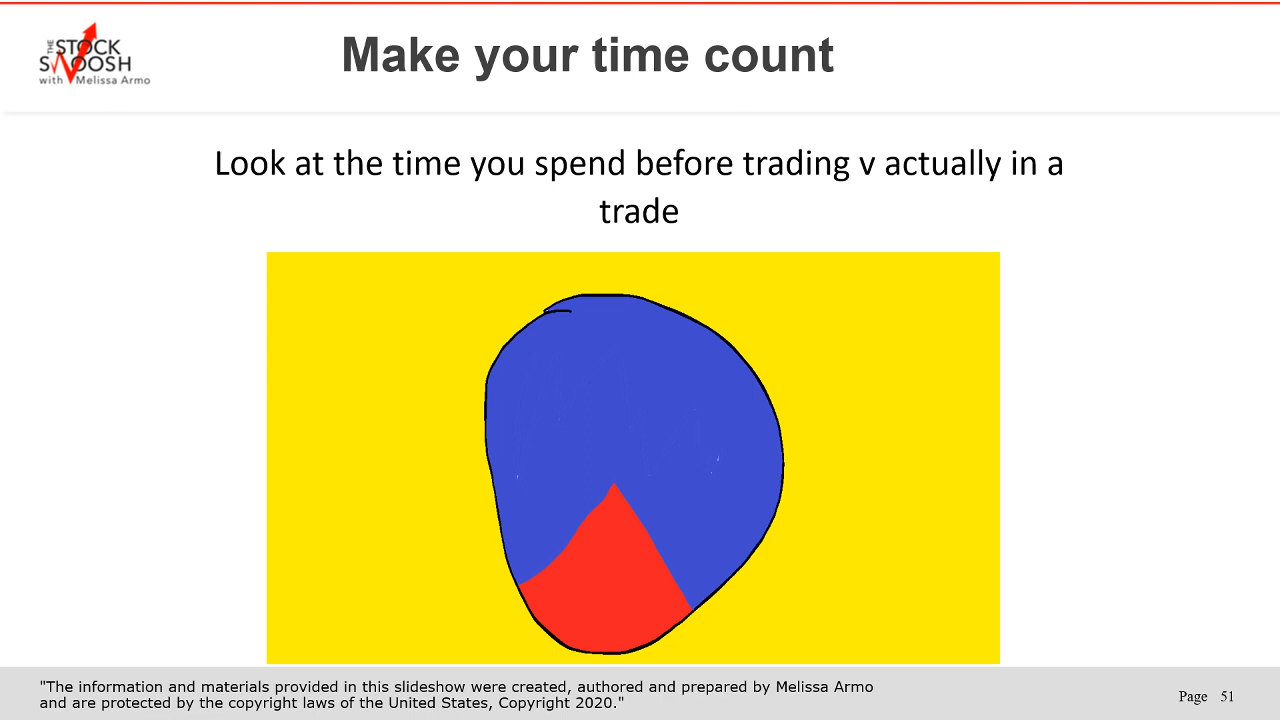 THE STOCK
SWOOSH
with Melissa Armo
Make your time count
Look at the time you spend before trading v actually in a
trade
"The information and materials provided in this slideshow were created, authored and prepared by Melissa Armo
and are protected by the copyright laws of the United States, Copyright 2020."
Page 51